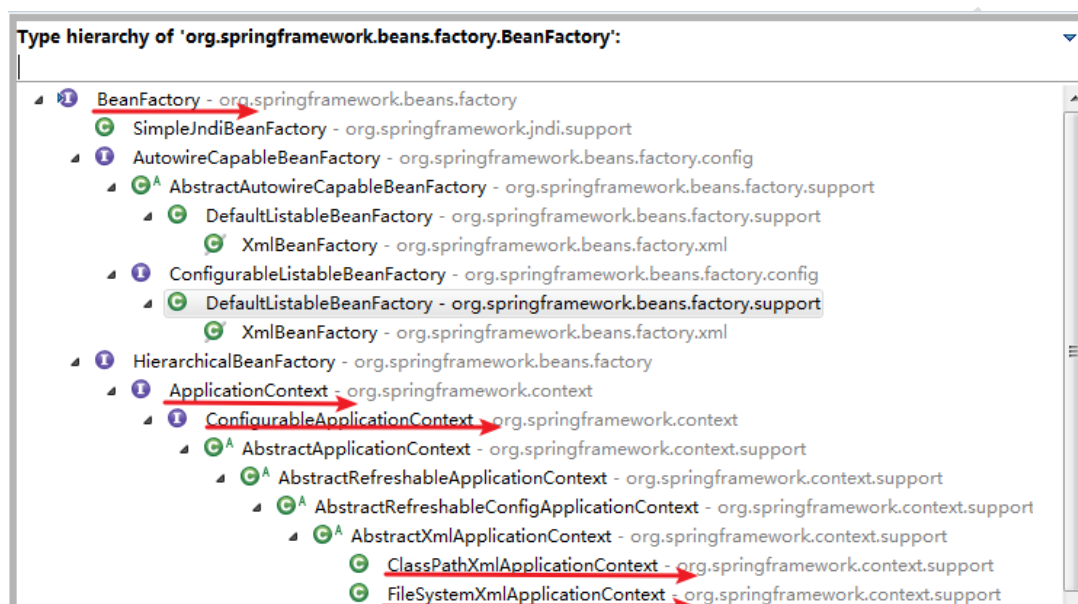 Type hierarchy of 'org.springframework.beans.factory.BeanFactory':
BeanFactory - org.springframework.beans.factory
SimpleJndiBeanFactory - org.springframework.jndi.support
AutowireCapableBeanFactory - org.springframework.beans.factory.config
AbstractAutowireCapableBeanFactory - org.springframework.beans.factory.support
DefaultListableBeanFactory - org.springframework.beans.factory.support
XmlBeanFactory - org.springframework.beans.factory.xml
ConfigurableListableBeanFactory - org.springframework.beans.factory.config
DefaultListableBeanFactory - org.springframework.beans.factory.support
XmlBeanFactory - org.springframework.beans.factory.xml
HierarchicalBeanFactory - org.springframework.beans.factory
ApplicationContext - org.springframework.context
ConfigurableApplicationContext - org.springframework.context
AbstractApplicationContext - org.springframework.context.support
AbstractRefreshableApplicationContext - org.springframework.context.support
AbstractRefreshableConfigApplicationContext - org.springframework.context.support
AbstractXmlApplicationContext - org.springframework.context.support
ClassPathXmlApplicationContext - org.springframework.context.support
FileSystemXmlApplicationContext - org.springframework.context.support